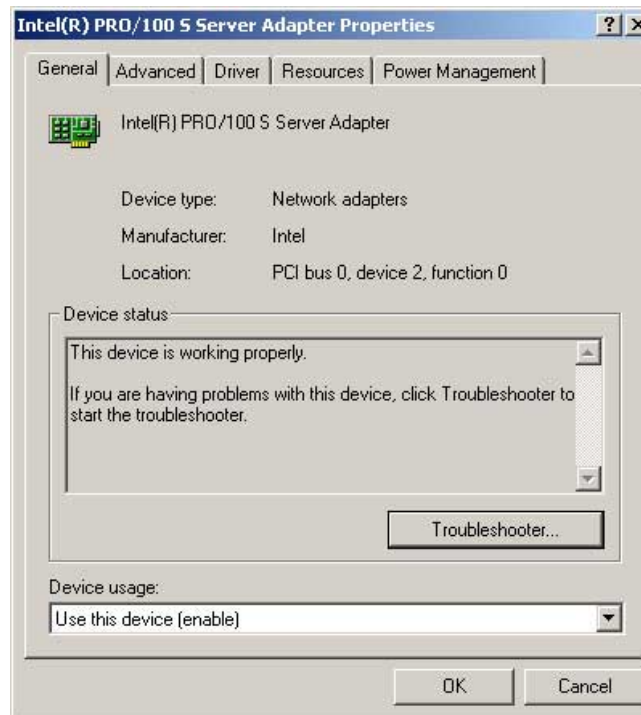 Intel(R) PRO/100 S Server Adapter Properties
General
Advanced
Driver
Resources
Power Management
Intel(R) PRO/100 S Server Adapter
Device type: Network adapters
Manufacturer: Intel
Location: PCI bus 0, device 2, function 0
Device status
This device is working properly.
If you are having problems with this device, click Troubleshooter to
start the troubleshooter.
Troubleshooter...
Device usage:
Use this device (enable)
OK
Cancel